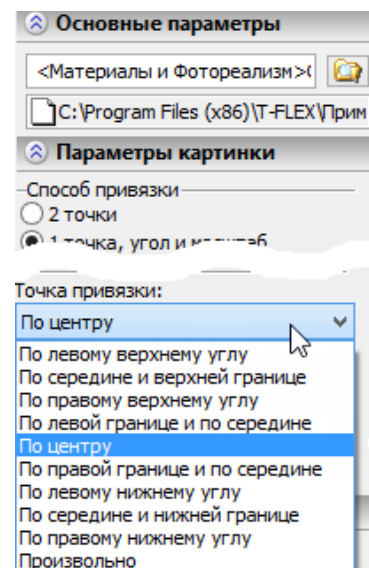 Основные параметры
<Материалы и Фотореализм>(
C:\Program Files (x86)\T-FLEX\Прим
Параметры картинки
Способ привязки
2 точки
1 точка, угол и масштаб
Точка привязки:
По центру
По левому верхнему углу
По середине и верхней границе
По правому верхнему углу
По левой границе и по середине
По центру
По правой границе и по середине
По левому нижнему углу
По середине и нижней границе
По правому нижнему углу
Произвольно